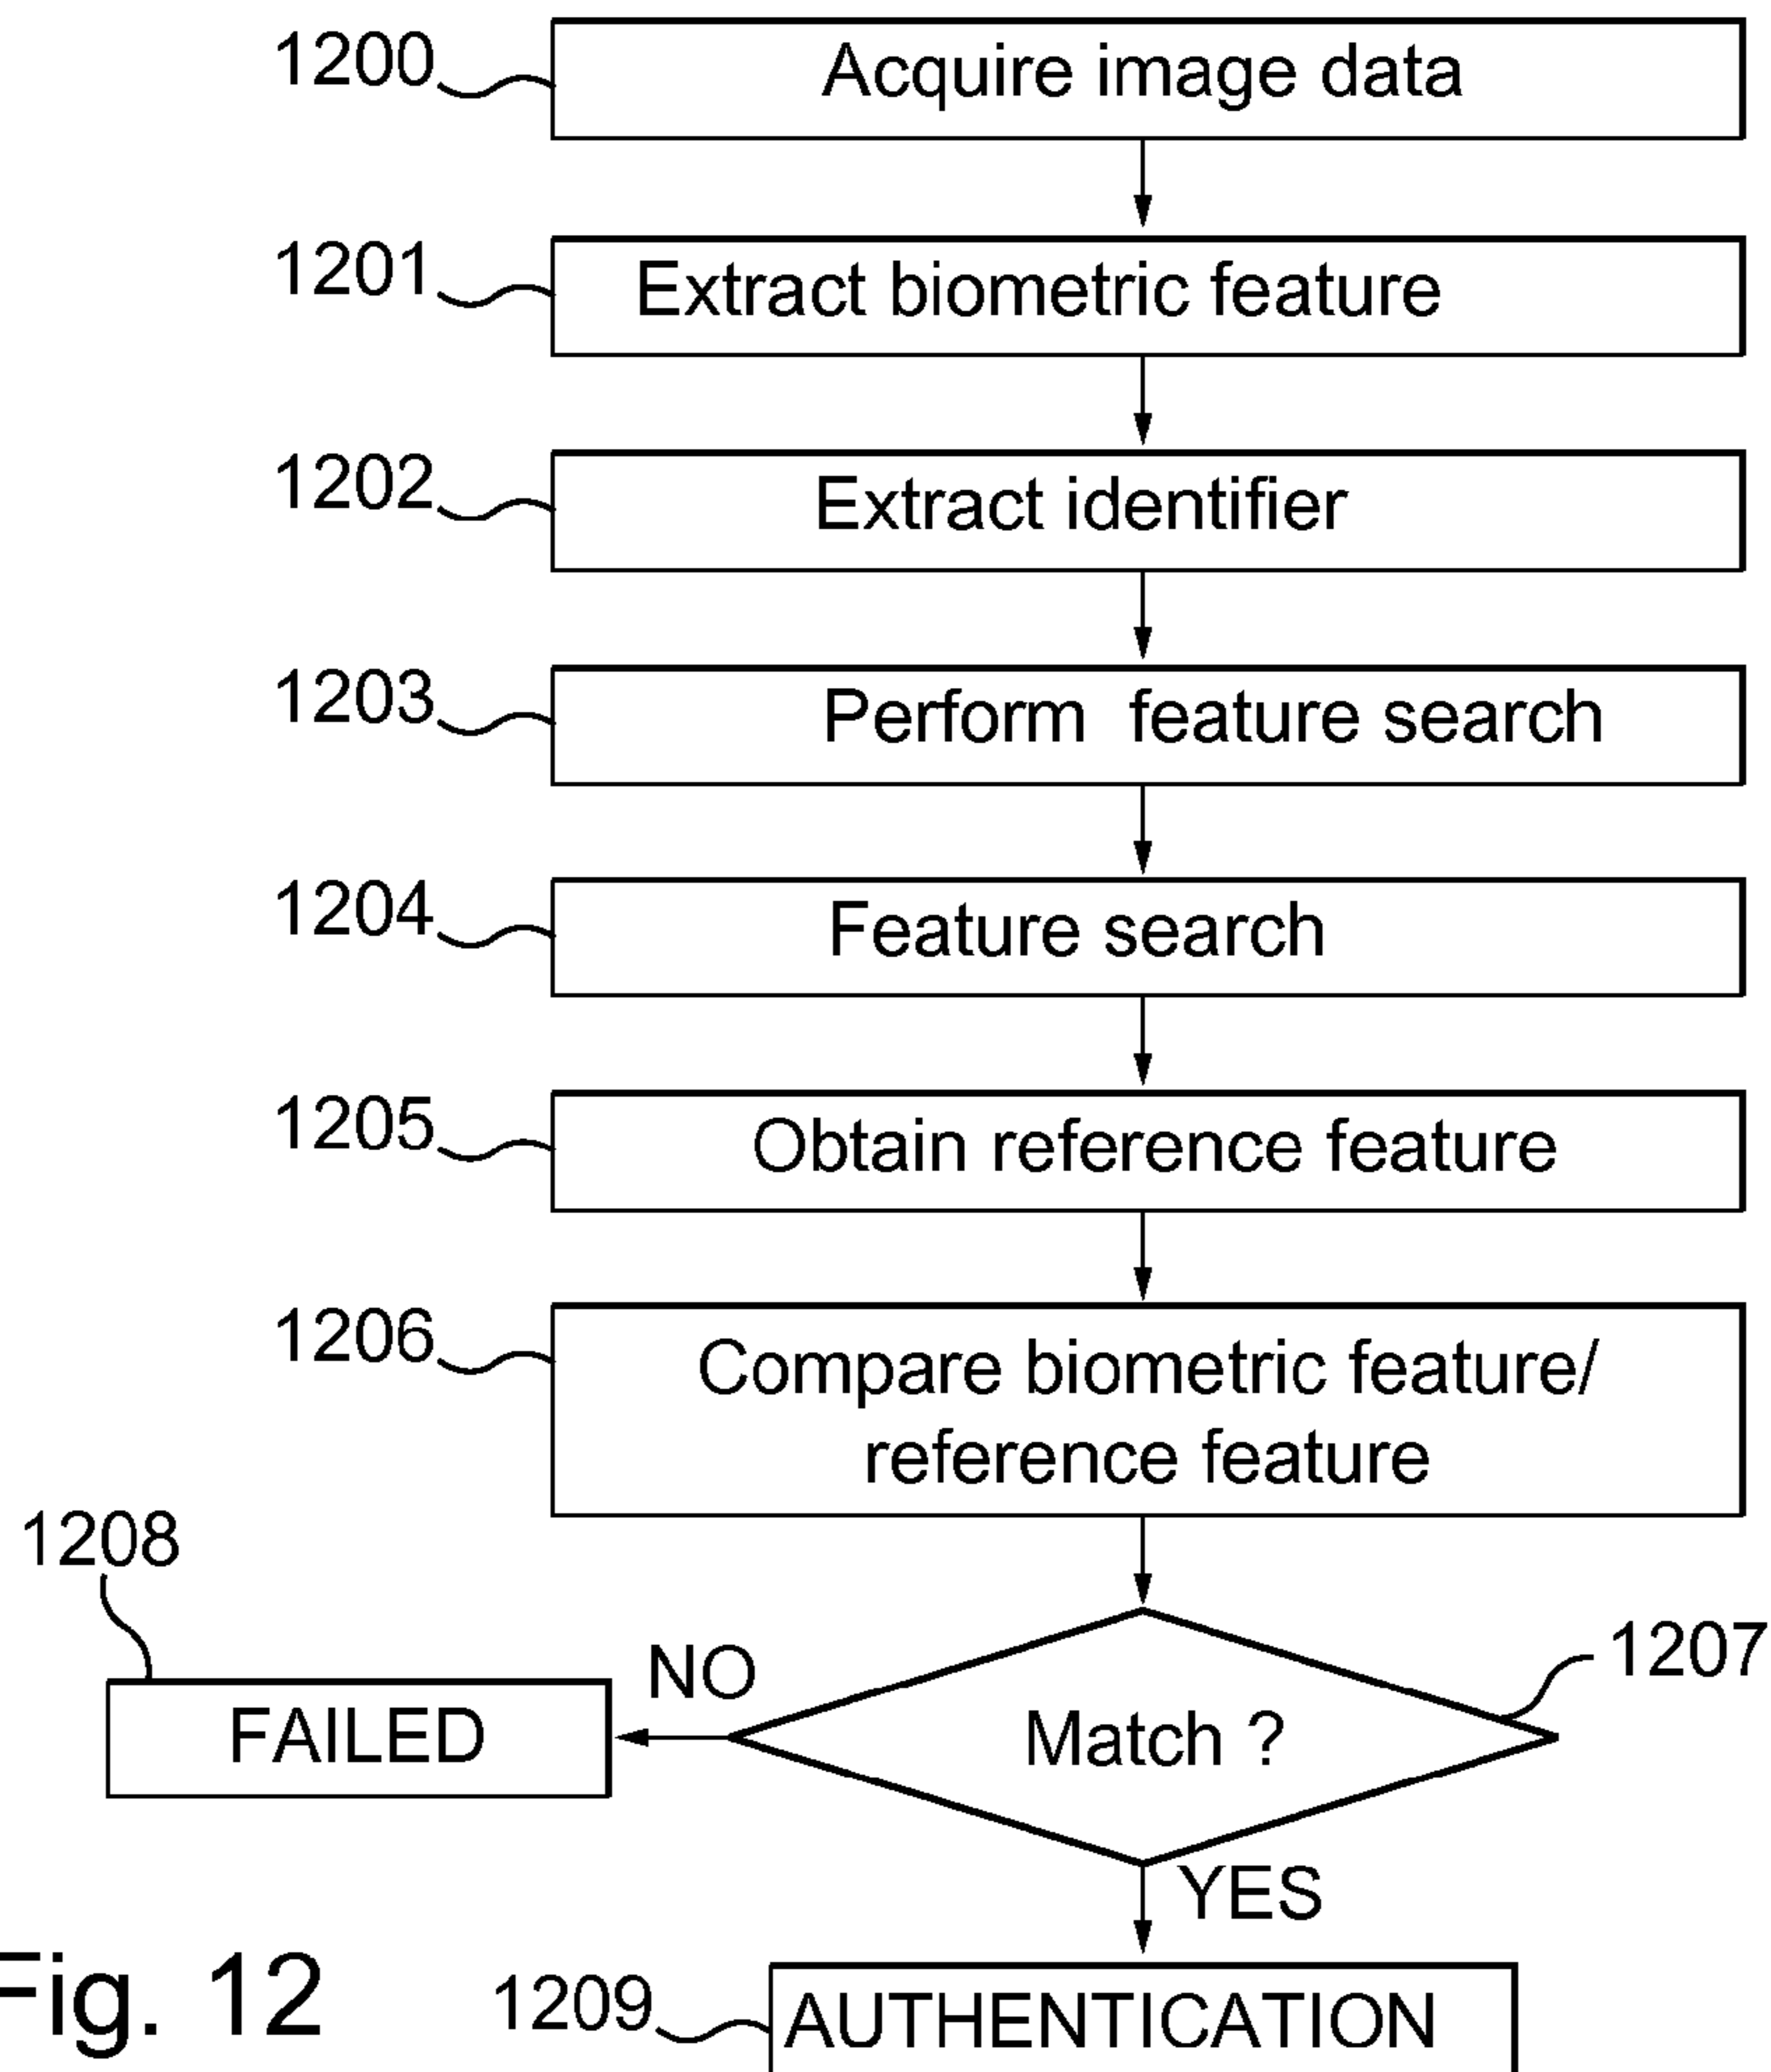 1200
Acquire image data
1201
Extract biometric feature
1202
Extract identifier
1203
Perform feature search
1204
Feature search
1205
Obtain reference feature
1206
Compare biometric feature/
reference feature
1208
NO
1207
FAILED
Match ?
YES
Fig. 12
1209
AUTHENTICATION